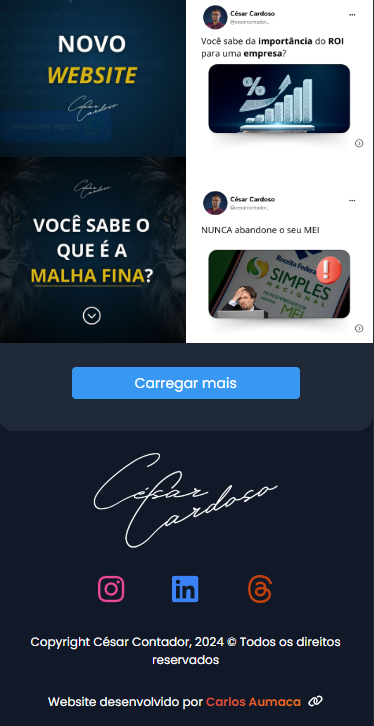 NOVO
WEBSITE
César Cardoso
Solucione agora
César Cardoso
@cesarcontador_
Você sabe da importância do ROI
para uma empresa?
%
César Cardoso
VOCÊ SABE O
QUE É A
MALHA FINA?
César Cardoso
@cesarcontador_
NUNCA abandone o seu MEI
Receita Federal
SIMPLES
NACIONAL
MEI
Carregar mais
César
Cardoso
Copyright César Contador, 2024 © Todos os direitos
reservados
Website desenvolvido por Carlos Aumaca